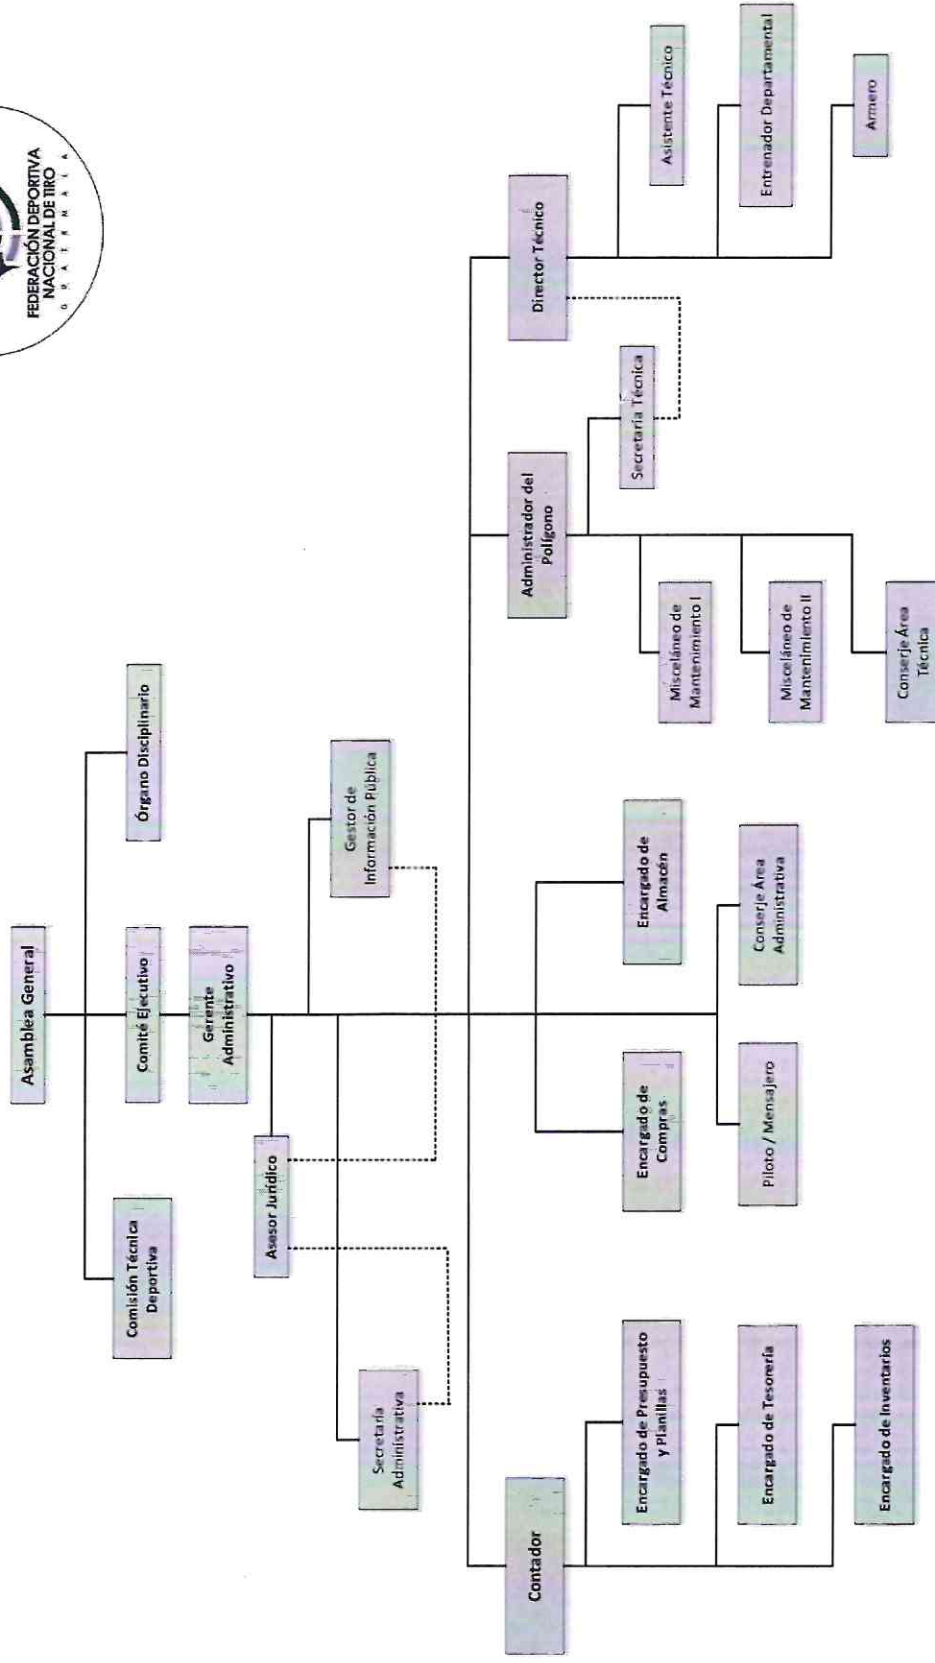 FEDERACIÓN DEPORTIVA
NACIONAL DE TIRO
GUATEMALA
Asamblea General
Comisión Técnica
Deportiva
Comité Ejecutivo
Órgano Disciplinario
Gerente
Administrativo
Asesor Jurídico
Gestor de
Información Pública
Secretaria
Administrativa
Contador
Administrador del
Polígono
Director Técnico
Encargado de Presupuesto
y Planillas
Encargado de
Compras
Encargado de
Almacén
Secretaria Técnica
Asistente Técnico
Misceláneo de
Mantenimiento I
Encargado de Tesorería
Piloto / Mensajero
Conserje Área
Administrativa
Misceláneo de
Mantenimiento II
Entrenador Departamental
Encargado de Inventarios
Conserje Área
Técnica
Armero